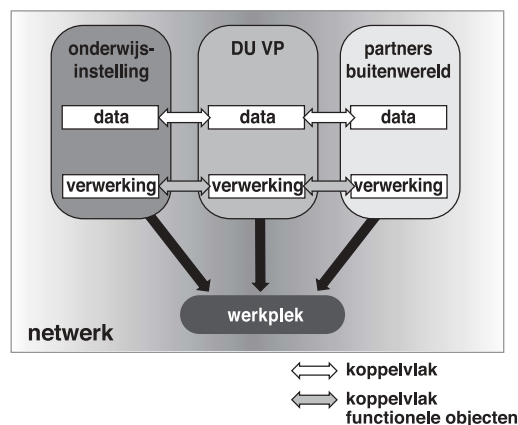 onderwijs-
instelling
DU VP
partners
buitenwereld
data
data
data
verwerking
verwerking
verwerking
werkplek
netwerk
koppelvlak
koppelvlak
functionele objecten